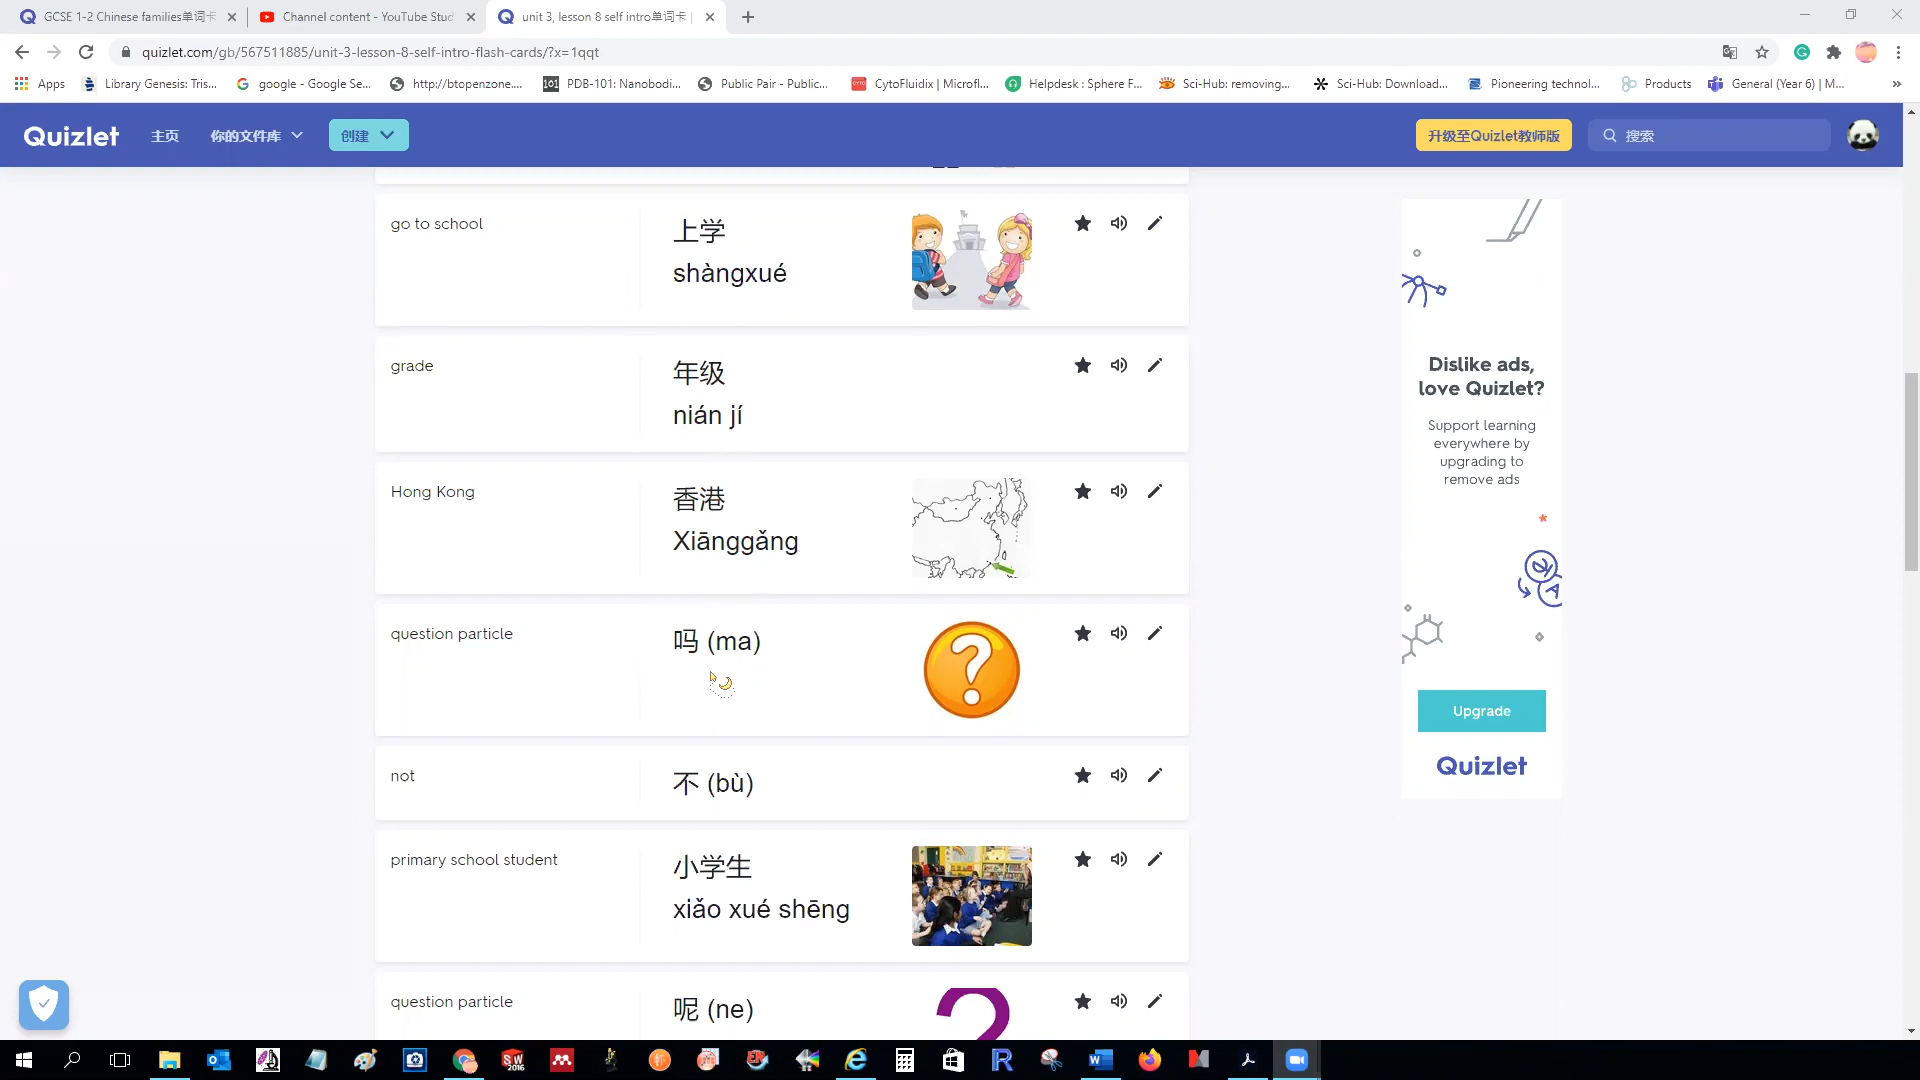 GCSE 1-2 Chinese families单词卡
Channel content - YouTube Stud
unit 3, lesson 8 self intro单词卡 |
quizlet.com/gb/567511885/unit-3-lesson-8-self-intro-flash-cards/?x=1qqt
Apps
Library Genesis: Tris...
google - Google Se...
http://btopenzone....
101
PDB-101: Nanobodi...
Public Pair - Public...
CytoFluidix | Microfl...
Helpdesk : Sphere F...
Sci-Hub: removing...
Sci-Hub: Download...
Pioneering technol...
Products
General (Year 6) | M...
Quizlet
主页
你的文件库
创建
升级至Quizlet教师版
搜索
go to school
上学
shàngxué
grade
年级
nián jí
Hong Kong
香港
Xiānggǎng
question particle
吗 (ma)
not
不 (bù)
primary school student
小学生
xiǎo xué shēng
question particle
呢 (ne)
Dislike ads,
love Quizlet?
Support learning
everywhere by
upgrading to
remove ads
Upgrade
Quizlet